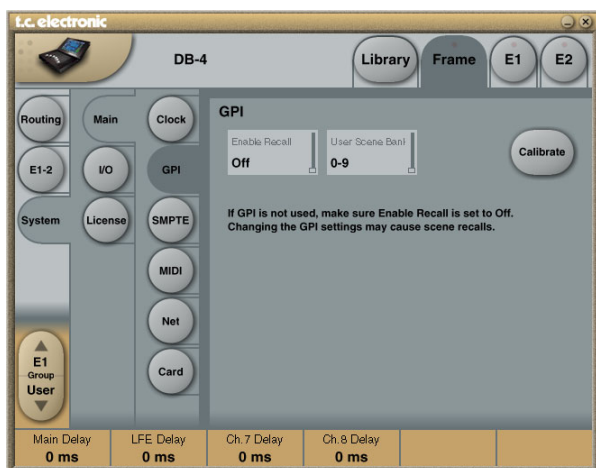 t.c. electronic
DB-4
Library
Frame
E1
E2
Routing
Main
Clock
GPI
Enable Recall
Off
User Scene Bank
0-9
Calibrate
E1-2
I/O
GPI
System
License
SMPTE
If GPI is not used, make sure Enable Recall is set to Off.
Changing the GPI settings may cause scene recalls.
MIDI
Net
Card
E1
Group
User
Main Delay
0 ms
LFE Delay
0 ms
Ch.7 Delay
0 ms
Ch.8 Delay
0 ms